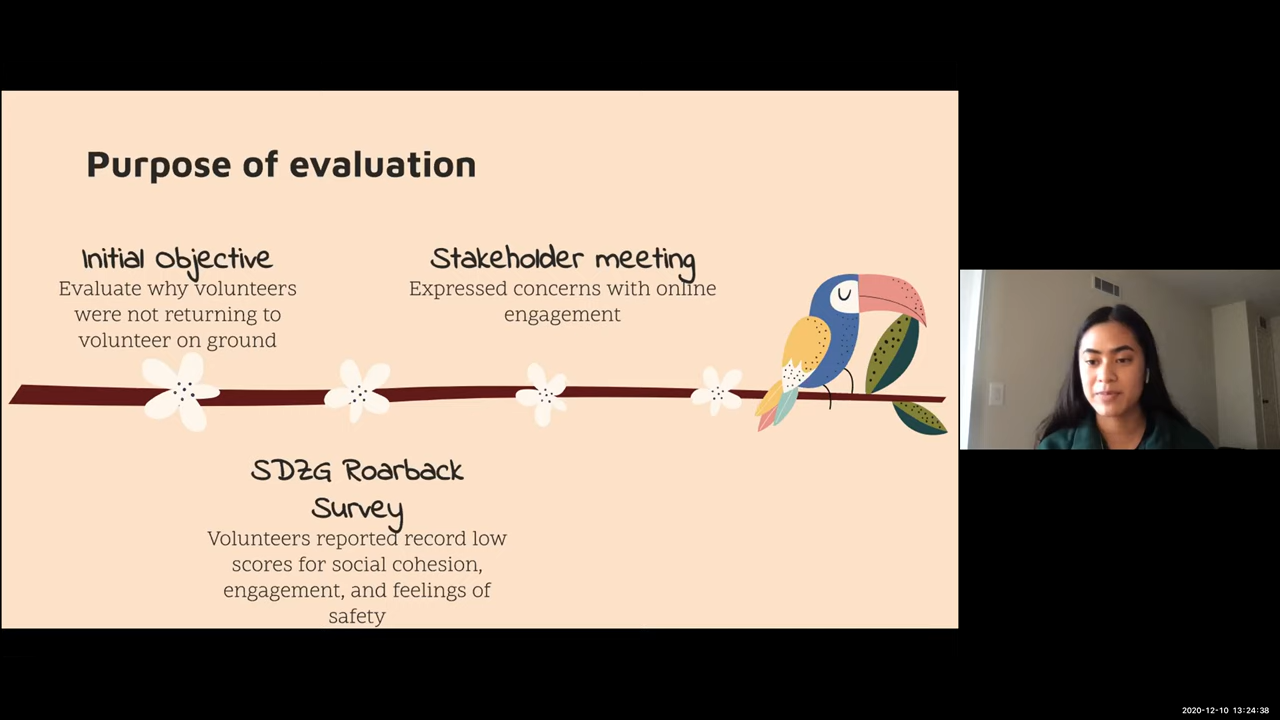 Purpose of evaluation
Initial Objective
Evaluate why volunteers
were not returning to
volunteer on ground
Stakeholder meeting
Expressed concerns with online
engagement
SDZG Roarback
Survey
Volunteers reported record low
scores for social cohesion,
engagement, and feelings of
safety
2020-12-10 13:24:38